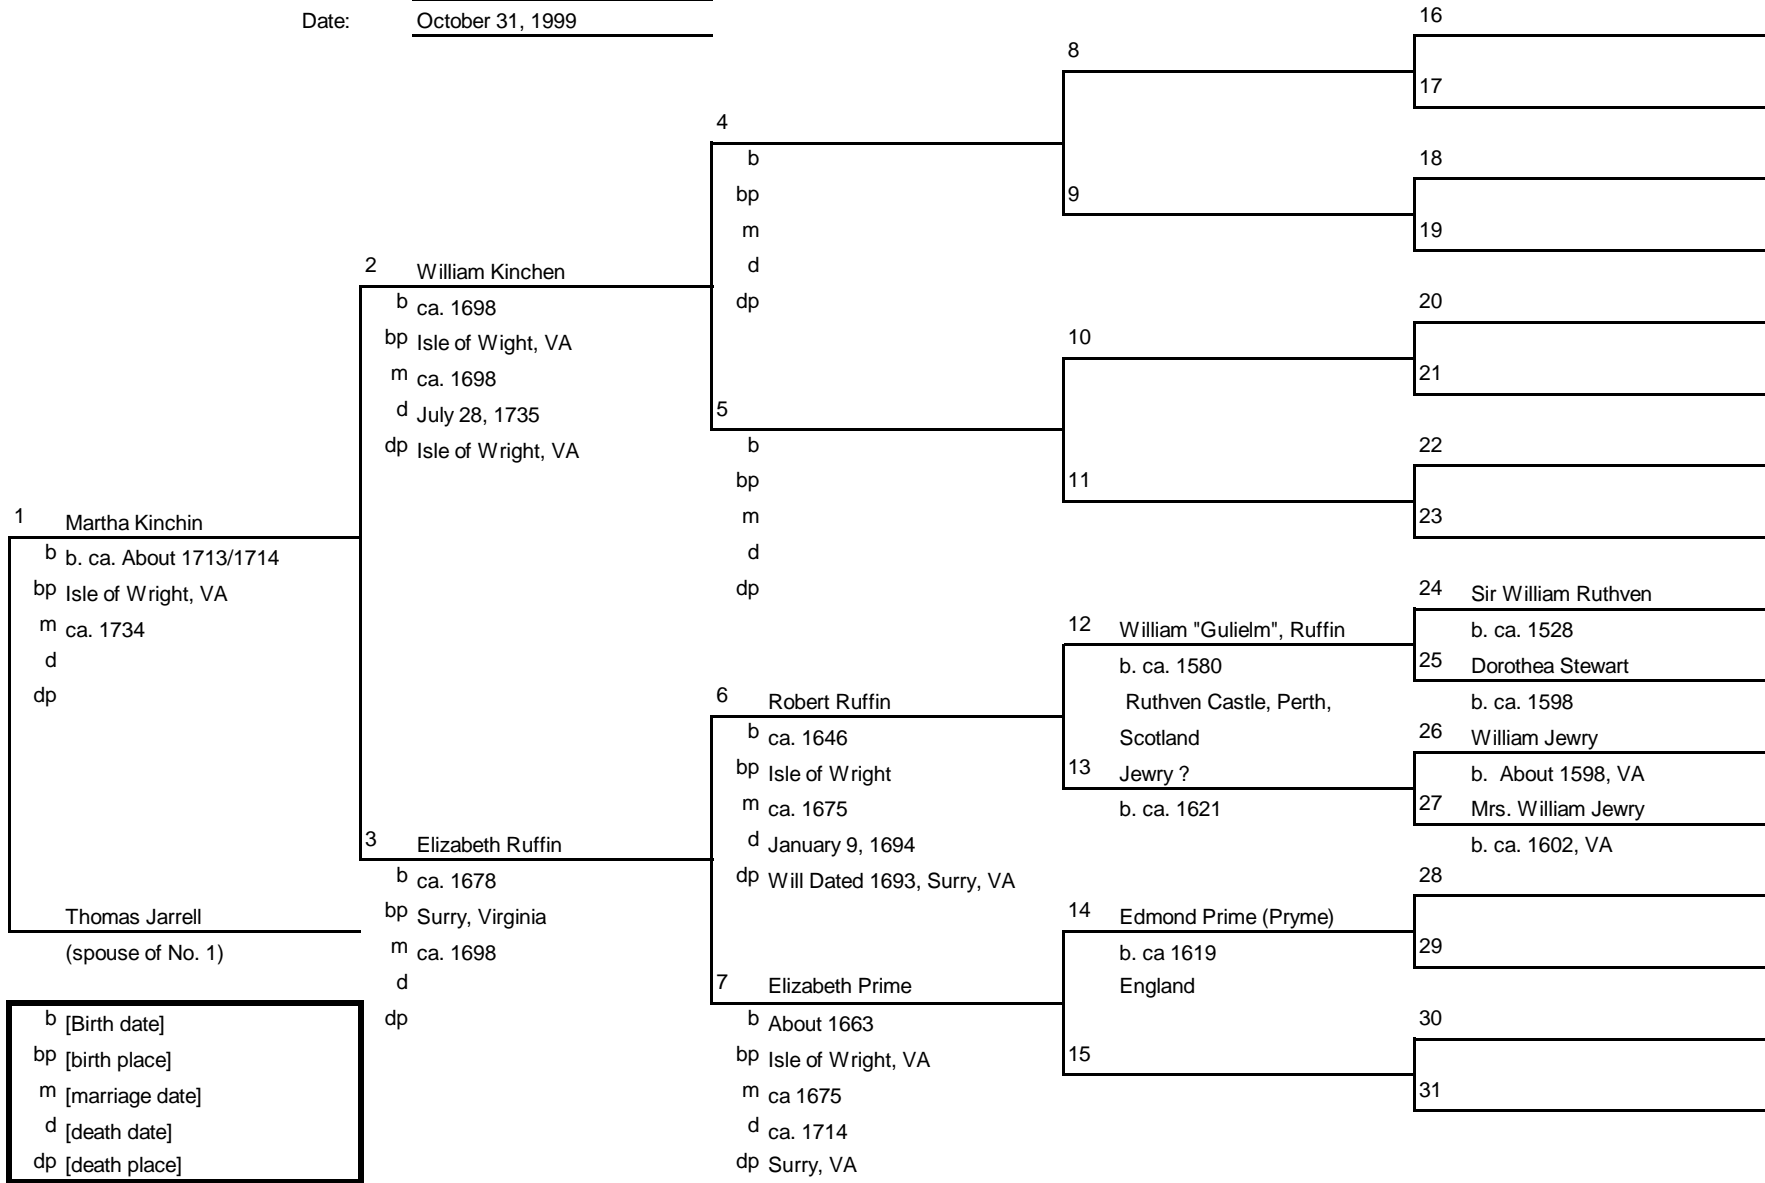 Date: October 31, 1999
1 Martha Kinchin
b b. ca. About 1713/1714
bp Isle of Wright, VA
m ca. 1734
d
dp
Thomas Jarrell
(spouse of No. 1)
b [Birth date]
bp [birth place]
m [marriage date]
d [death date]
dp [death place]
2 William Kinchen
b ca. 1698
bp Isle of Wight, VA
m ca. 1698
d July 28, 1735
dp Isle of Wright, VA
3 Elizabeth Ruffin
b ca. 1678
bp Surry, Virginia
m ca. 1698
d
dp
4
b
bp
m
d
dp
5
b
bp
m
d
dp
6 Robert Ruffin
b ca. 1646
bp Isle of Wright
m ca. 1675
d January 9, 1694
dp Will Dated 1693, Surry, VA
7 Elizabeth Prime
b About 1663
bp Isle of Wright, VA
m ca 1675
d ca. 1714
dp Surry, VA
8
9
10
11
12 William "Gulielm", Ruffin
b. ca. 1580
Ruthven Castle, Perth,
Scotland
13 Jewry ?
b. ca. 1621
14 Edmond Prime (Pryme)
b. ca 1619
England
15
16
17
18
19
20
21
22
23
24 Sir William Ruthven
b. ca. 1528
25 Dorothea Stewart
b. ca. 1598
26 William Jewry
b. About 1598, VA
27 Mrs. William Jewry
b. ca. 1602, VA
28
29
30
31